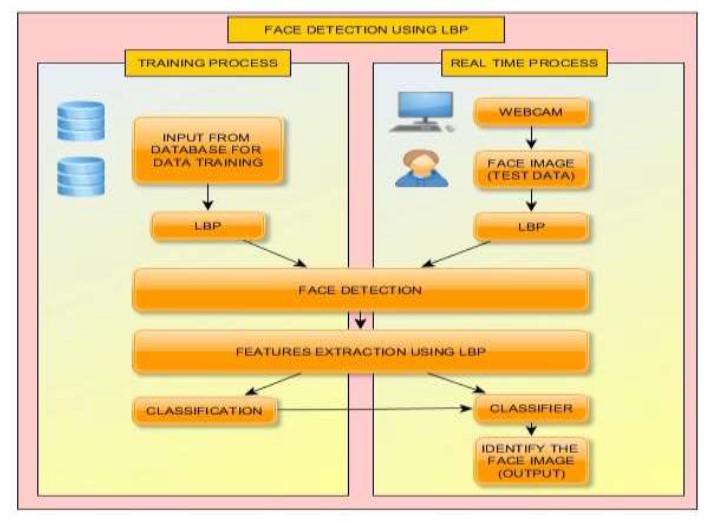 FACE DETECTION USING LBP
TRAINING PROCESS
INPUT FROM
DATABASE FOR
DATA TRAINING
LBP
REAL TIME PROCESS
WEBCAM
FACE IMAGE
(TEST DATA)
LBP
FACE DETECTION
FEATURES EXTRACTION USING LBP
CLASSIFICATION
CLASSIFIER
IDENTIFY THE
FACE IMAGE
(OUTPUT)